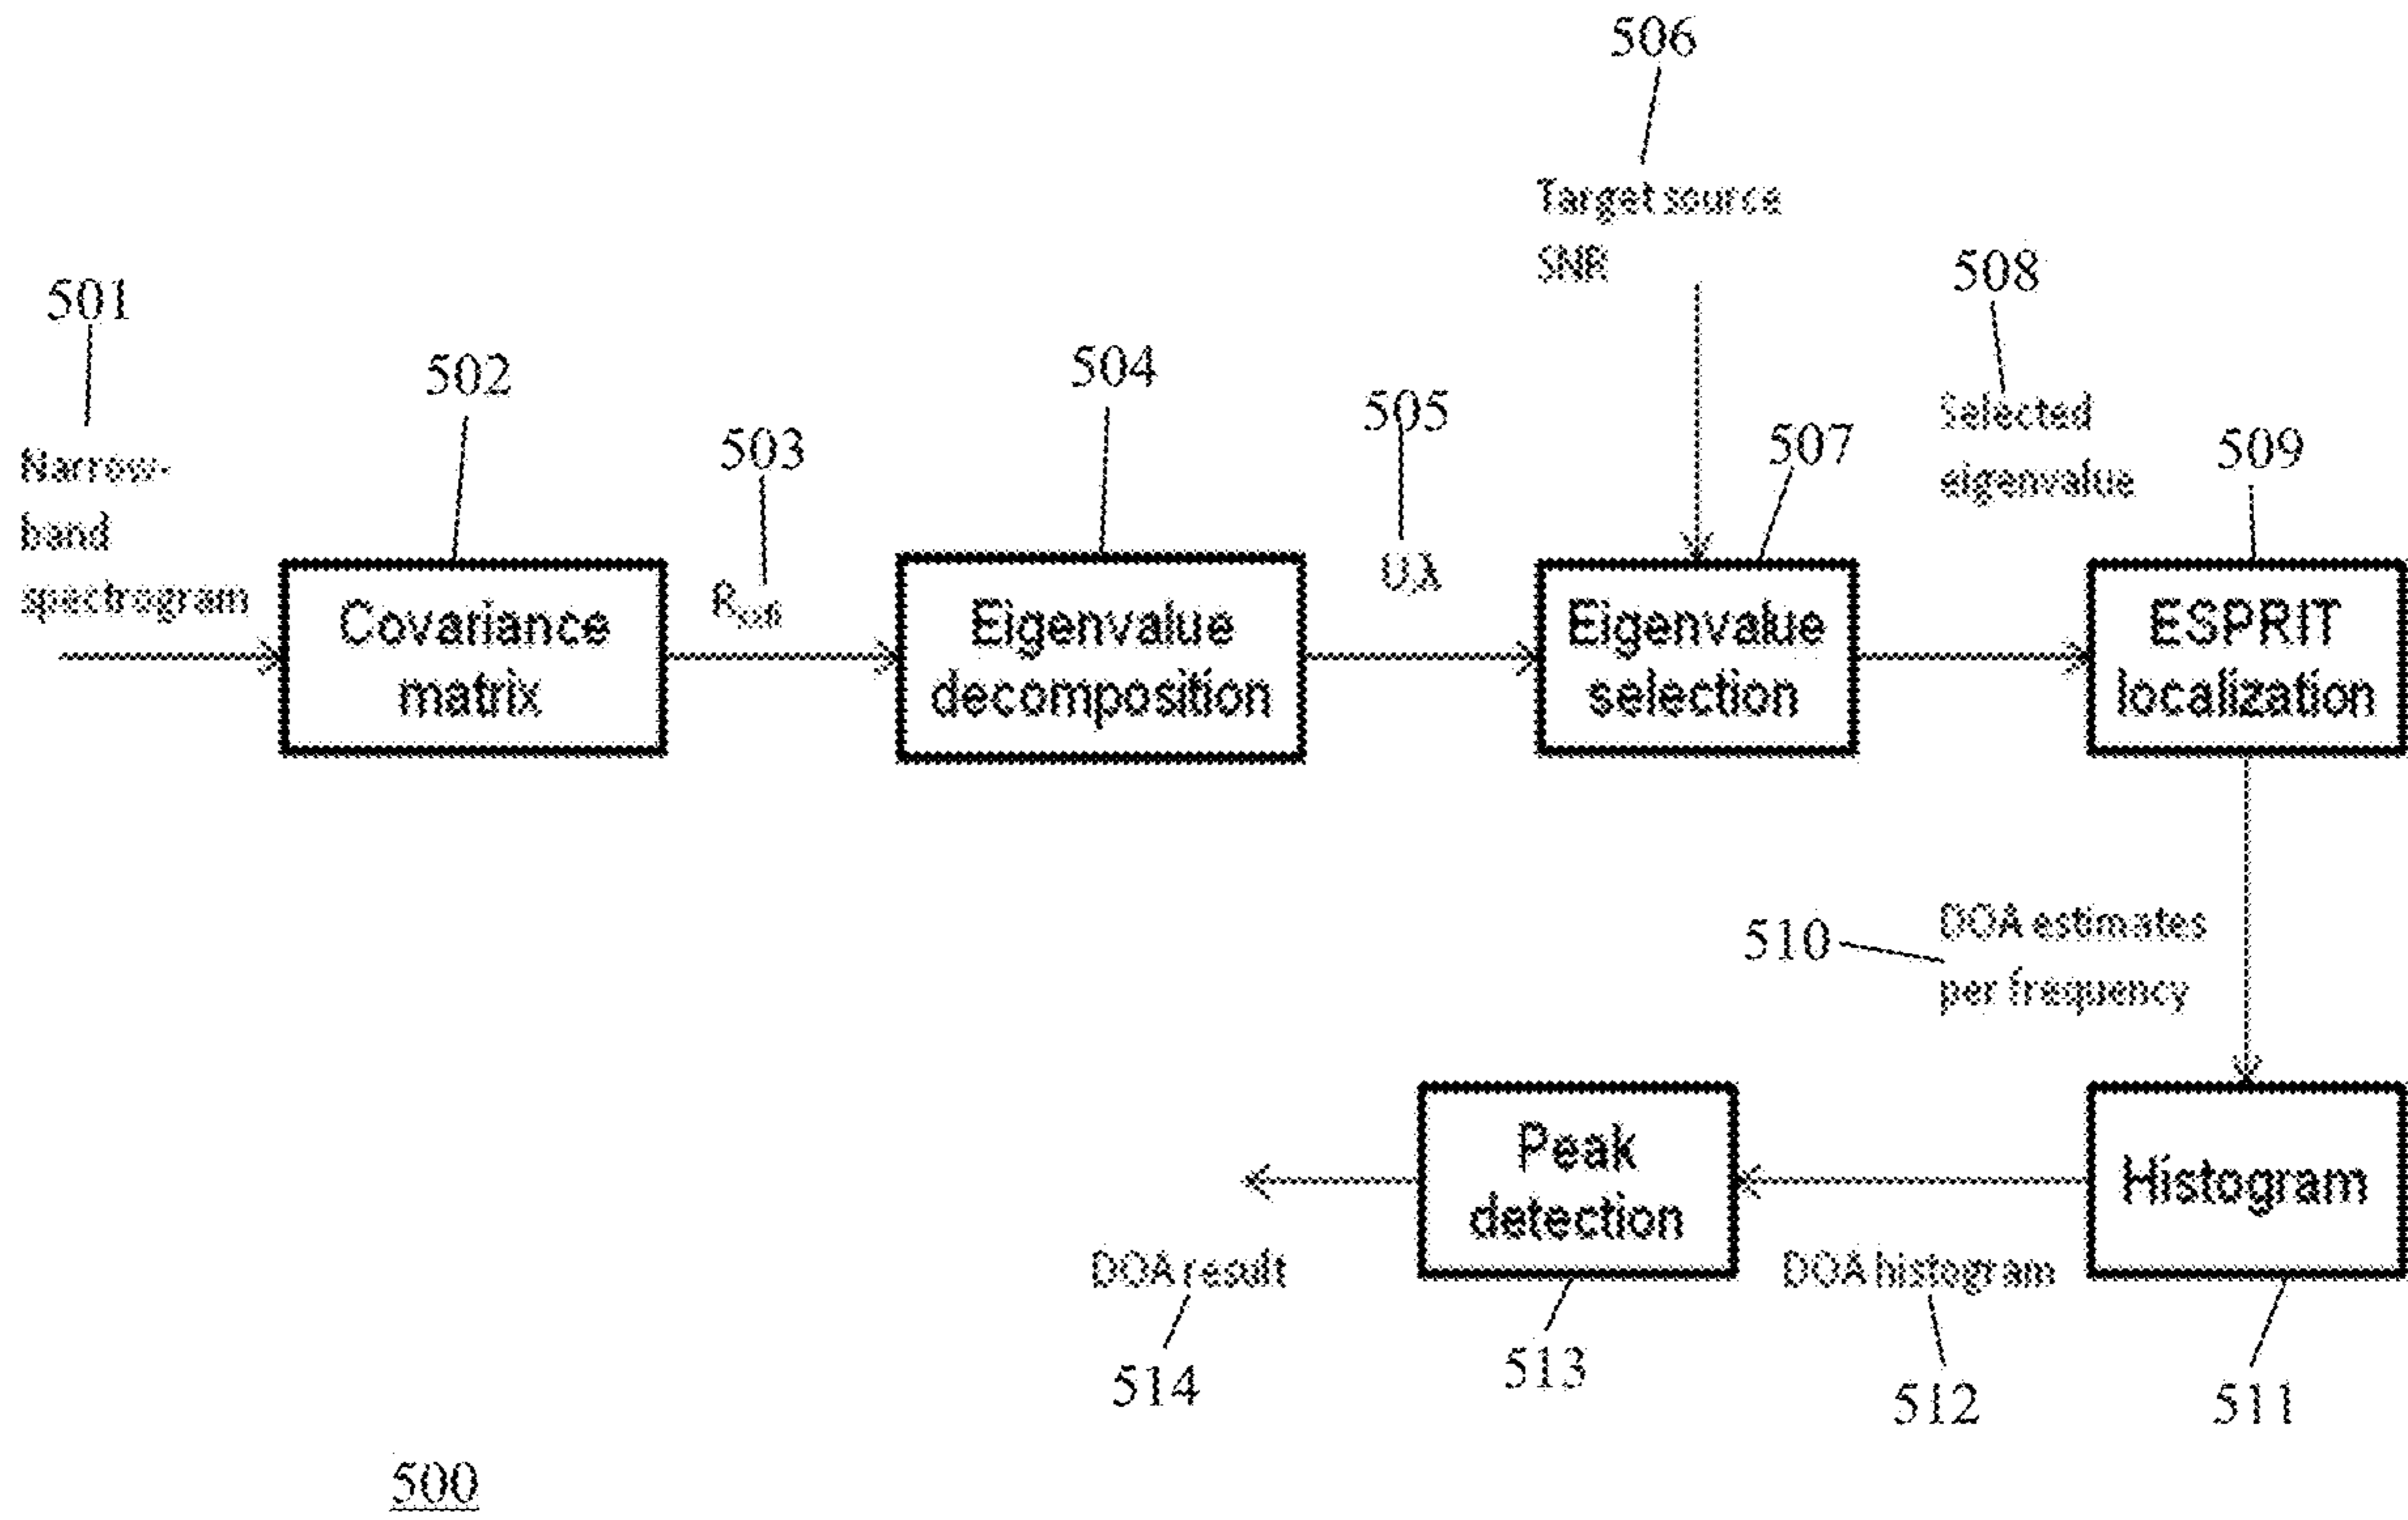 506
Target source
SNR
501
508
502
504
505
503
507
Selected
eigenvalue
509
Narrow-
band
spectrogram
U,λ
Covariance
matrix
Eigenvalue
decomposition
Eigenvalue
selection
ESPRIT
localization
510
DOA estimates
per frequency
Peak
detection
Histogram
DOA result
DOA histogram
514
513
512
511
500